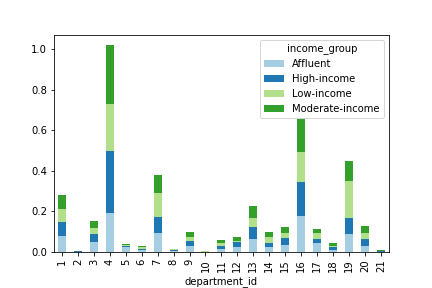 income_group
Affluent
High-income
Low-income
Moderate-income
1.0
0.8
0.6
0.4
0.2
0.0
1 2 3 4 5 6 7 8 9 10 11 12 13 14 15 16 17 18 19 20 21
department_id